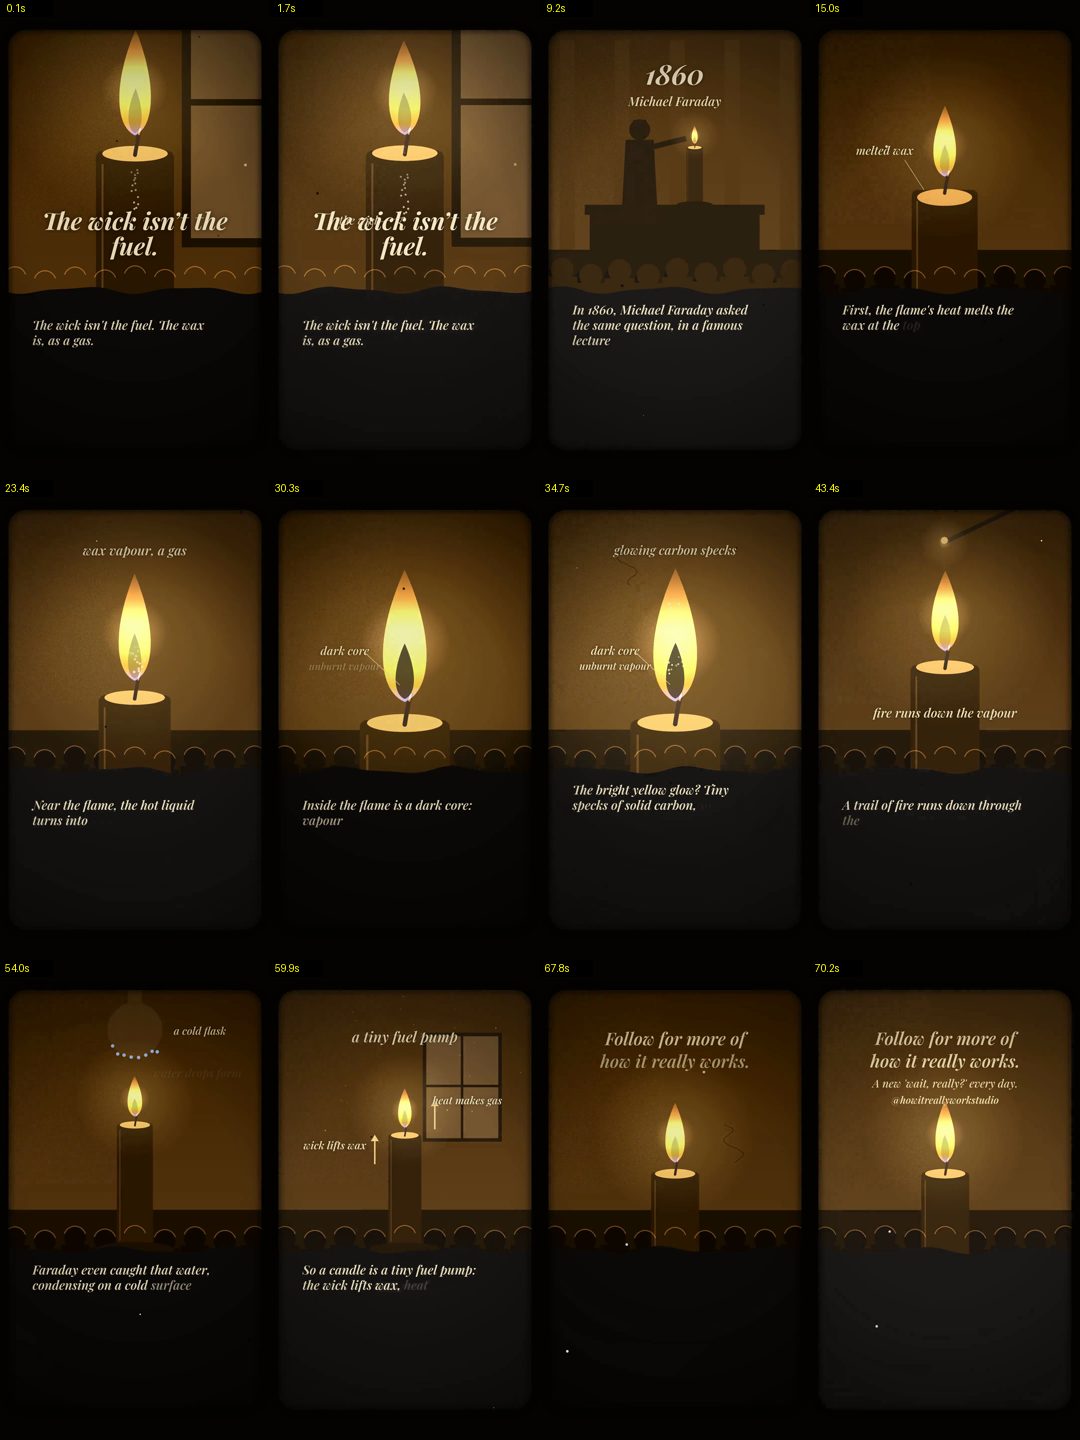 0.1s
The wick isn't the
fuel.
The wick isn't the fuel. The wax
is, as a gas.
1.7s
The wick isn't the
fuel.
The wick isn't the fuel. The wax
is, as a gas.
9.2s
1860
Michael Faraday
In 1860, Michael Faraday asked
the same question, in a famous
lecture
15.0s
melted wax
First, the flame's heat melts the
wax at the top
23.4s
wax vapour, a gas
Near the flame, the hot liquid
turns into
30.3s
dark core
unburnt vapour
Inside the flame is a dark core:
vapour
34.7s
glowing carbon specks
dark core
unburnt vapour
The bright yellow glow? Tiny
specks of solid carbon,
43.4s
fire runs down the vapour
A trail of fire runs down through
the
54.0s
a cold flask
water drops form
Faraday even caught that water,
condensing on a cold surface
59.9s
a tiny fuel pump
heat makes gas
wick lifts wax
So a candle is a tiny fuel pump:
the wick lifts wax, heat
67.8s
Follow for more of
how it really works.
70.2s
Follow for more of
how it really works.
A new 'wait, really?' every day.
@howitreallyworkstudio